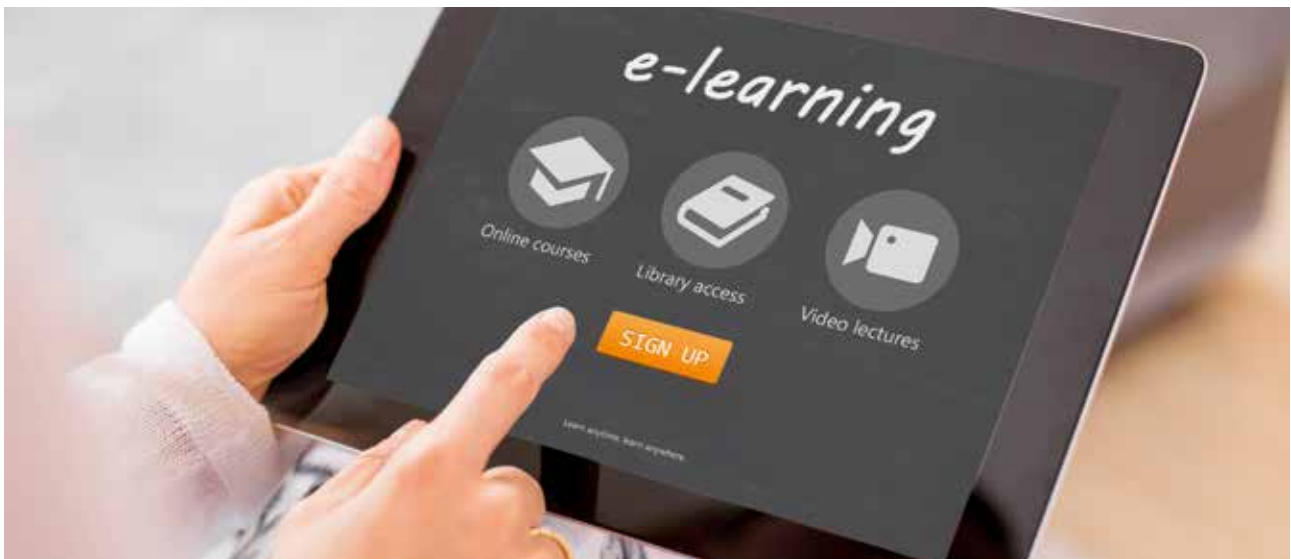 e-learning
Online courses
Library access
Video lectures
SIGN UP
Learn anytime, learn anywhere.